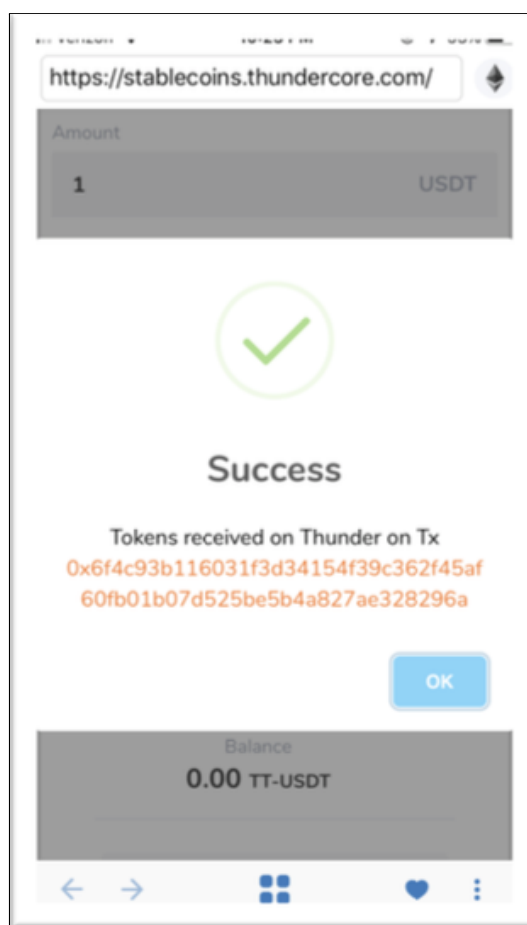 https://stablecoins.thundercore.com/
Amount
1 USDT
Success
Tokens received on Thunder on Tx
0x6f4c93b116031f3d34154f39c362f45af
60fb01b07d525be5b4a827ae328296a
OK
Balance
0.00 TT-USDT